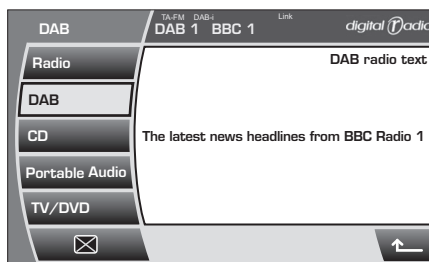 DAB
TA-FM DAB-i Link
DAB 1 BBC 1
digital radio
Radio
DAB radio text
DAB
CD
The latest news headlines from BBC Radio 1
Portable Audio
TV/DVD